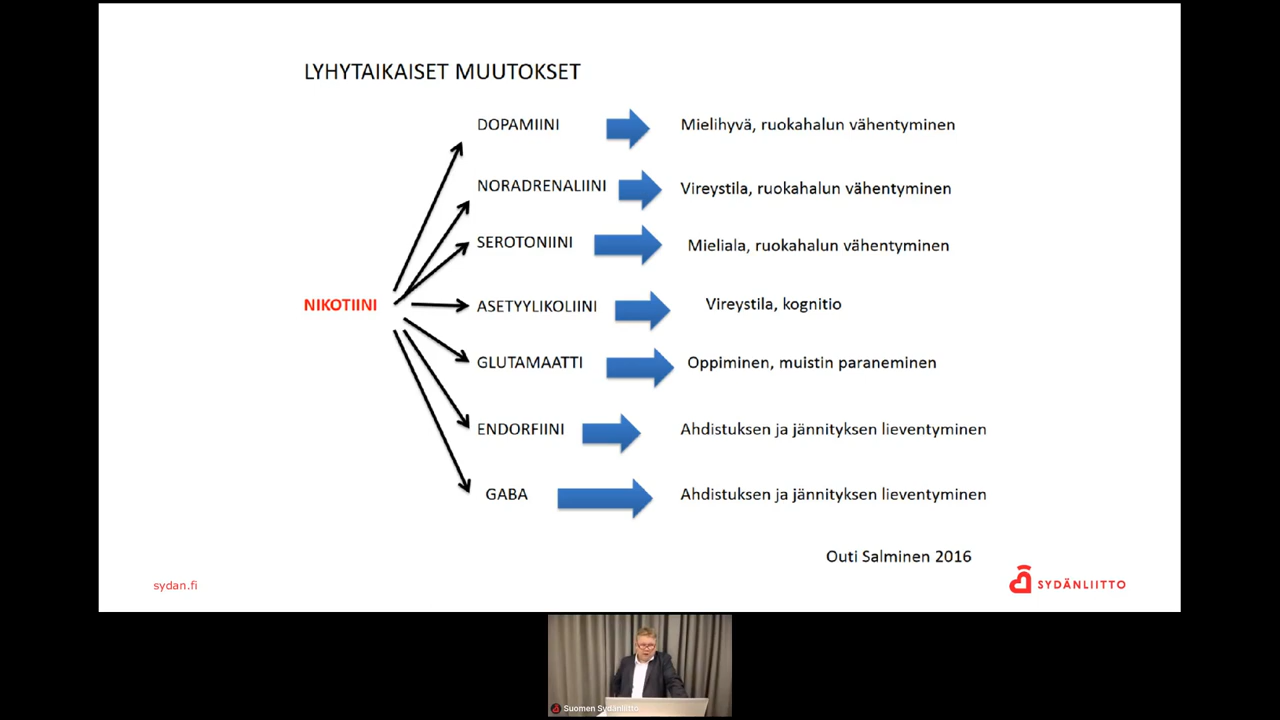 LYHYTAIKAISET MUUTOKSET
DOPAMIINI Mielihyvä, ruokahalun vähentyminen
NORADRENALIINI Vireystila, ruokahalun vähentyminen
SEROTONIINI Mieliala, ruokahalun vähentyminen
NIKOTIINI ASETYYLIKOLIINI Vireystila, kognitio
GLUTAMAATTI Oppiminen, muistin paraneminen
ENDORFIINI Ahdistuksen ja jännityksen lieventyminen
GABA Ahdistuksen ja jännityksen lieventyminen
Outi Salminen 2016
sydan.fi SYDÄNLIITTO
Suomen Sydänliitto